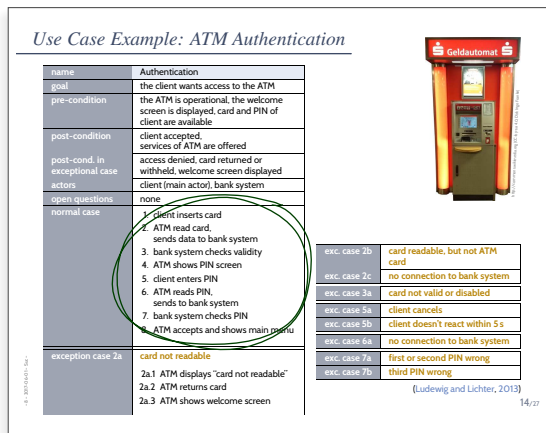 Use Case Example: ATM Authentication
name Authentication
goal the client wants access to the ATM
pre-condition the ATM is operational, the welcome
screen is displayed, card and PIN of
client are available
post-condition client accepted,
services of ATM are offered
post-cond. in access denied, card returned or
exceptional case withheld, welcome screen displayed
actors client (main actor), bank system
open questions none
normal case 1. client inserts card
2. ATM read card,
sends data to bank system
3. bank system checks validity
4. ATM shows PIN screen
5. client enters PIN
6. ATM reads PIN,
sends to bank system
7. bank system checks PIN
8. ATM accepts and shows main menu
exception case 2a card not readable
2a.1 ATM displays “card not readable”
2a.2 ATM returns card
2a.3 ATM shows welcome screen
Geldautomat
exc. case 2b card readable, but not ATM
card
exc. case 2c no connection to bank system
exc. case 3a card not valid or disabled
exc. case 5a client cancels
exc. case 5b client doesn’t react within 5 s
exc. case 6a no connection to bank system
exc. case 7a first or second PIN wrong
exc. case 7b third PIN wrong
(Ludewig and Lichter, 2013)
14/27